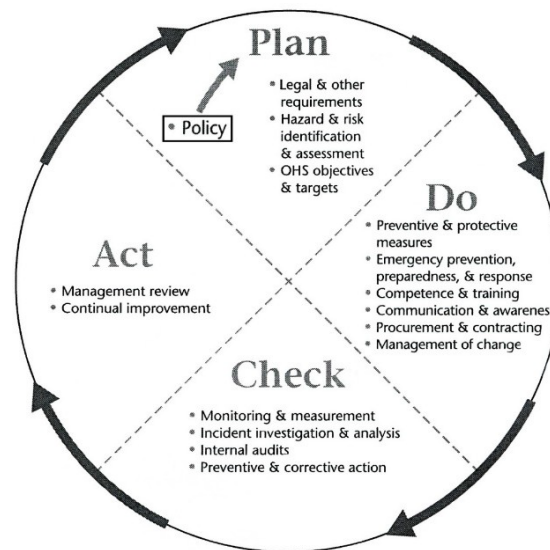 Plan
• Policy
• Legal & other
requirements
• Hazard & risk
identification
& assessment
• OHS objectives
& targets
Do
• Preventive & protective
measures
• Emergency prevention,
preparedness, & response
• Competence & training
• Communication & awarenes
• Procurement & contracting
• Management of change
Check
• Monitoring & measurement
• Incident investigation & analysis
• Internal audits
• Preventive & corrective action
Act
• Management review
• Continual improvement